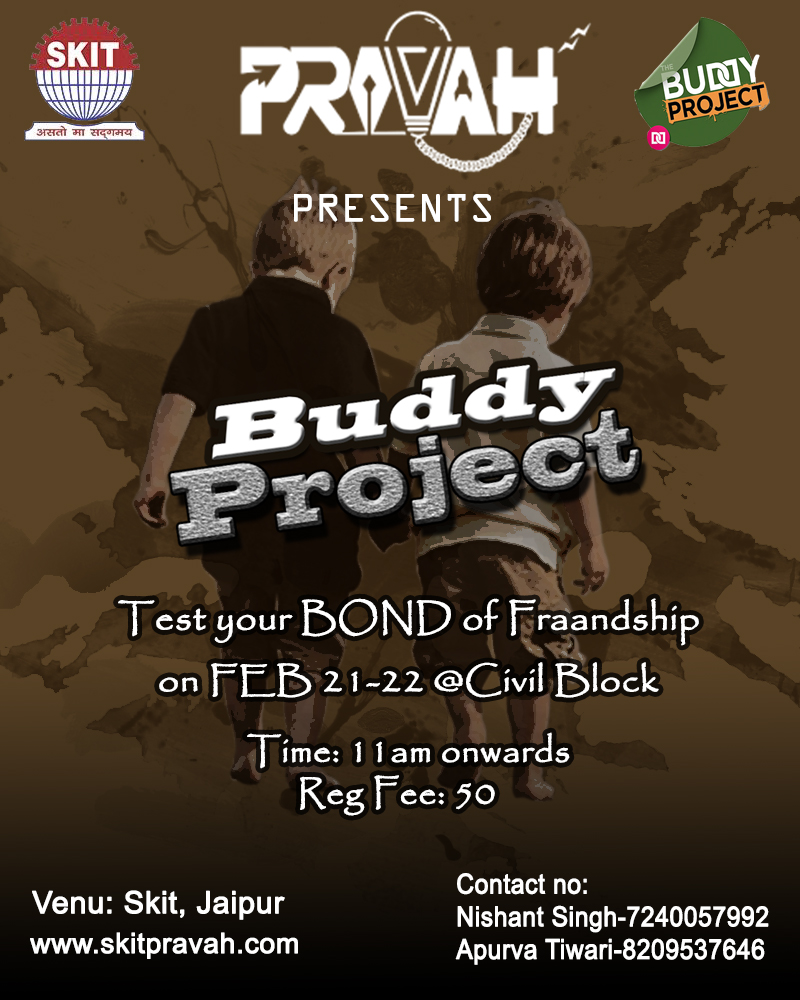 SKIT
असतो मा सद्गमय
PRAVAH
THE
BUDDY
PROJECT
PRESENTS
Buddy
Project
Test your BOND of Fraandship
on FEB 21-22 @Civil Block
Time: 11am onwards
Reg Fee: 50
Venu: Skit, Jaipur
www.skitpravah.com
Contact no:
Nishant Singh-7240057992
Apurva Tiwari-8209537646